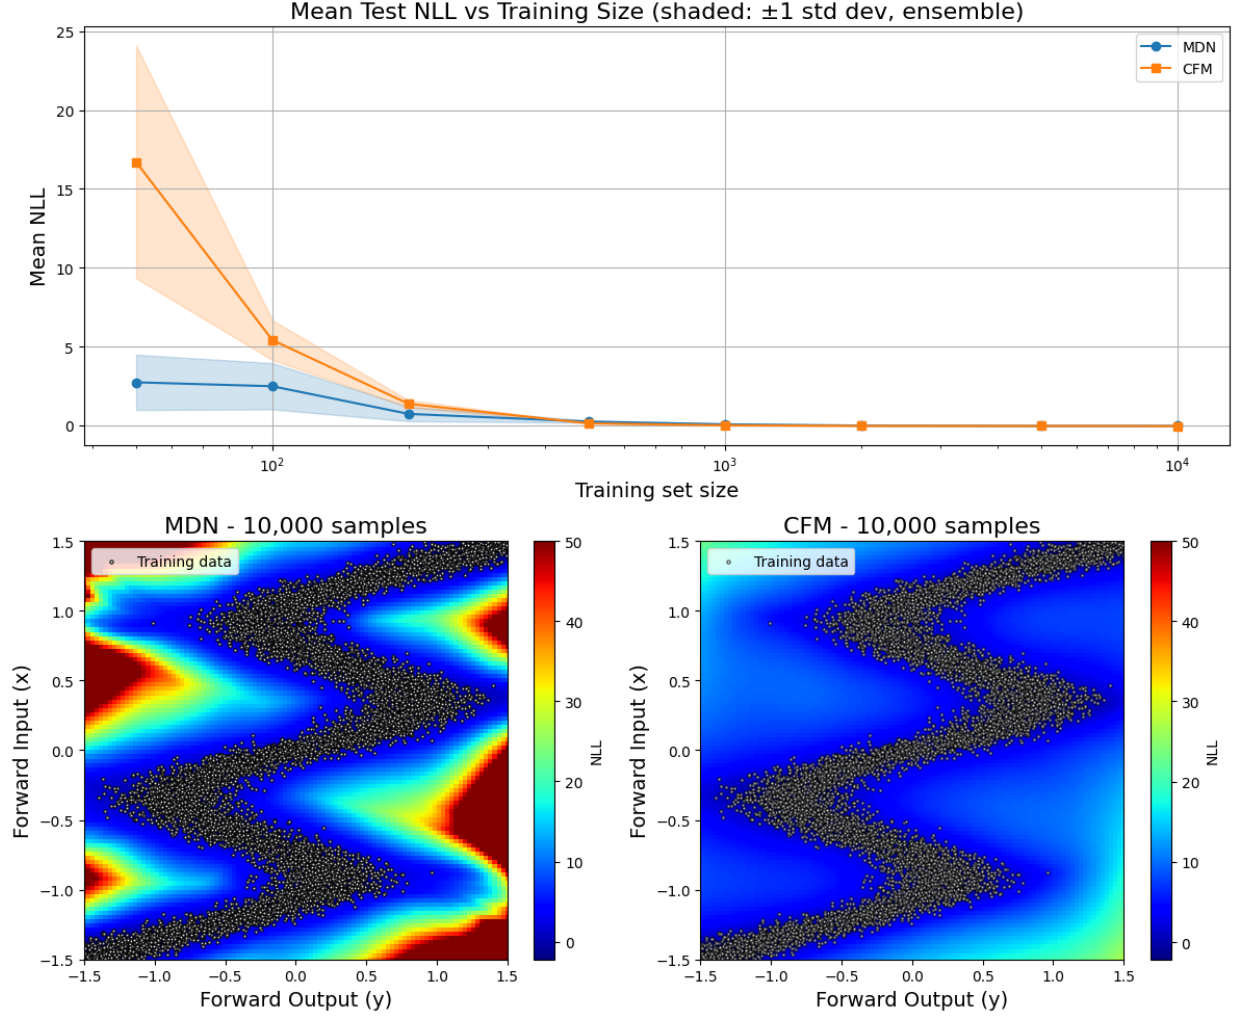 Mean Test NLL vs Training Size (shaded: ±1 std dev, ensemble)
25
20
15
10
5
0
Mean NLL
MDN
CFM
10²
10³
10⁴
Training set size
MDN - 10,000 samples
Training data
1.5
1.0
0.5
0.0
−0.5
−1.0
−1.5
Forward Input (x)
−1.5 −1.0 −0.5 0.0 0.5 1.0 1.5
Forward Output (y)
50
40
30
20
10
0
NLL
CFM - 10,000 samples
Training data
1.5
1.0
0.5
0.0
−0.5
−1.0
−1.5
Forward Input (x)
−1.5 −1.0 −0.5 0.0 0.5 1.0 1.5
Forward Output (y)
50
40
30
20
10
0
NLL